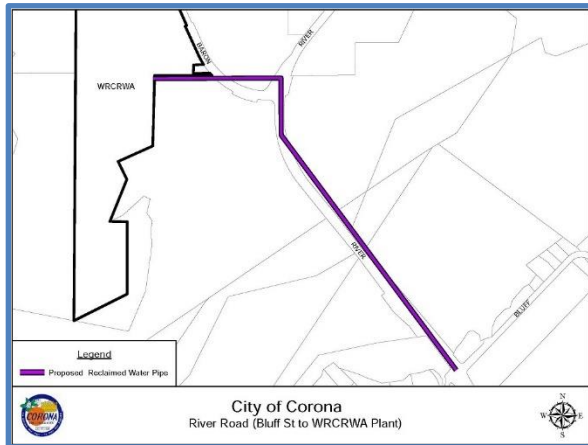 BARON
RIVER
WRCRWA
RIVER
BLUFF
Legend
Proposed Reclaimed Water Pipe
City of Corona
River Road (Bluff St to WRCRWA Plant)
CORONA
N
W E
S